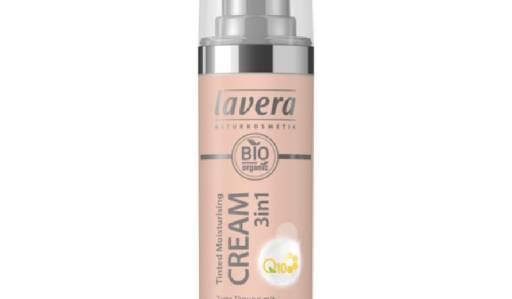 lavera
NATURKOSMETIK
BIO
organic
Tinted Moisturising
CREAM
3in1
Q10